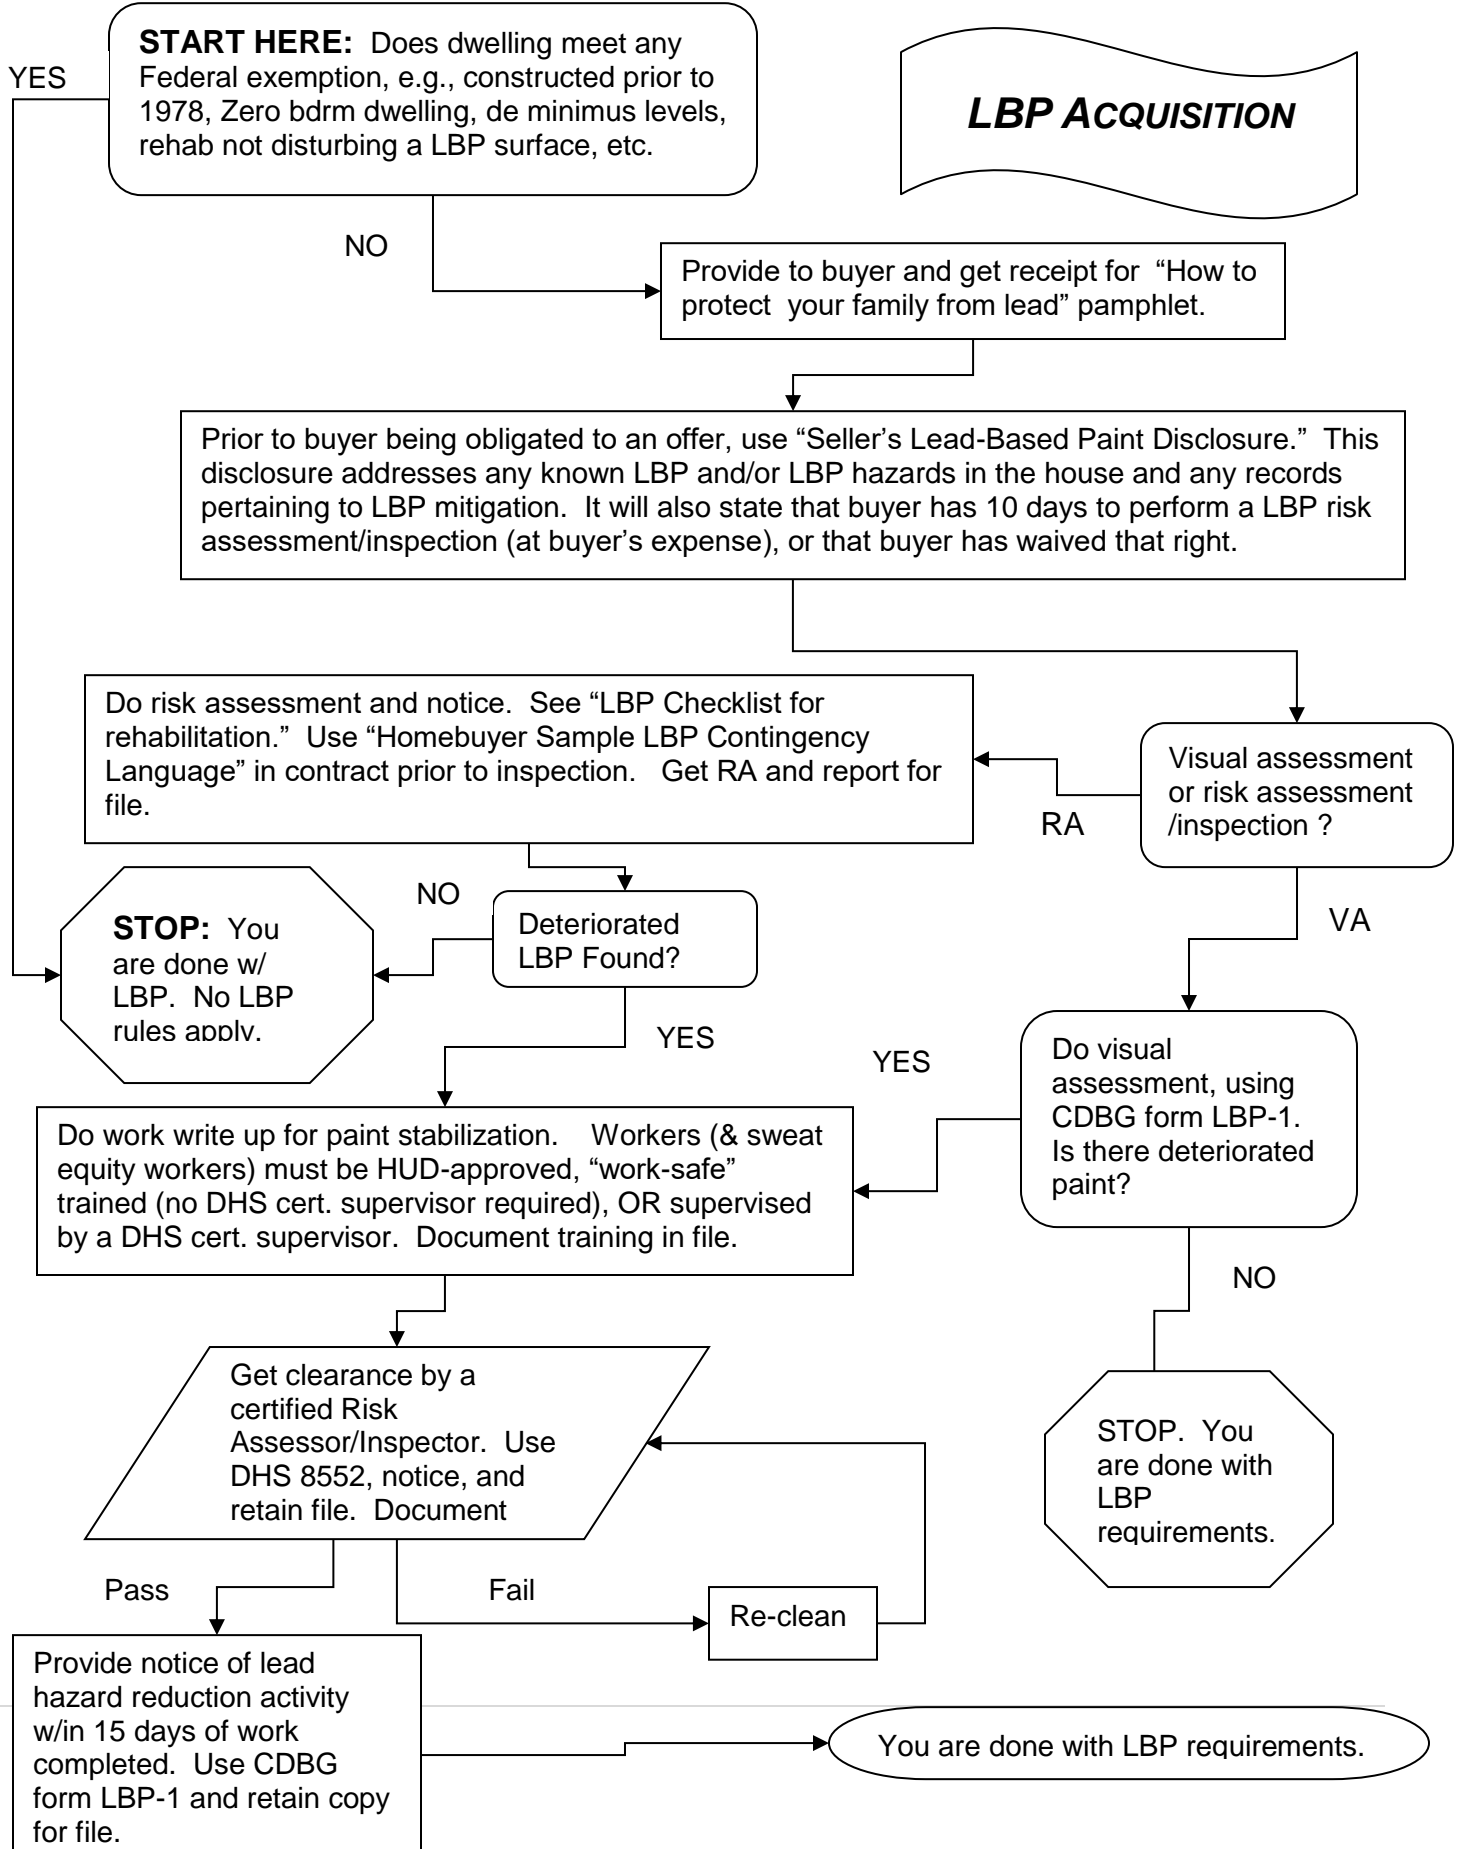 START HERE: Does dwelling meet any
Federal exemption, e.g., constructed prior to
1978, Zero bdrm dwelling, de minimus levels,
rehab not disturbing a LBP surface, etc.
YES
LBP ACQUISITION
NO
Provide to buyer and get receipt for “How to
protect your family from lead” pamphlet.
Prior to buyer being obligated to an offer, use “Seller’s Lead-Based Paint Disclosure.” This
disclosure addresses any known LBP and/or LBP hazards in the house and any records
pertaining to LBP mitigation. It will also state that buyer has 10 days to perform a LBP risk
assessment/inspection (at buyer’s expense), or that buyer has waived that right.
Do risk assessment and notice. See “LBP Checklist for
rehabilitation.” Use “Homebuyer Sample LBP Contingency
Language” in contract prior to inspection. Get RA and report for
file.
Visual assessment
or risk assessment
/inspection ?
RA
VA
NO
Deteriorated
LBP Found?
STOP: You
are done w/
LBP. No LBP
rules apply.
YES
YES
Do visual
assessment, using
CDBG form LBP-1.
Is there deteriorated
paint?
Do work write up for paint stabilization. Workers (& sweat
equity workers) must be HUD-approved, “work-safe”
trained (no DHS cert. supervisor required), OR supervised
by a DHS cert. supervisor. Document training in file.
NO
Get clearance by a
certified Risk
Assessor/Inspector. Use
DHS 8552, notice, and
retain file. Document
STOP. You
are done with
LBP
requirements.
Pass
Fail
Re-clean
Provide notice of lead
hazard reduction activity
w/in 15 days of work
completed. Use CDBG
form LBP-1 and retain copy
for file.
You are done with LBP requirements.